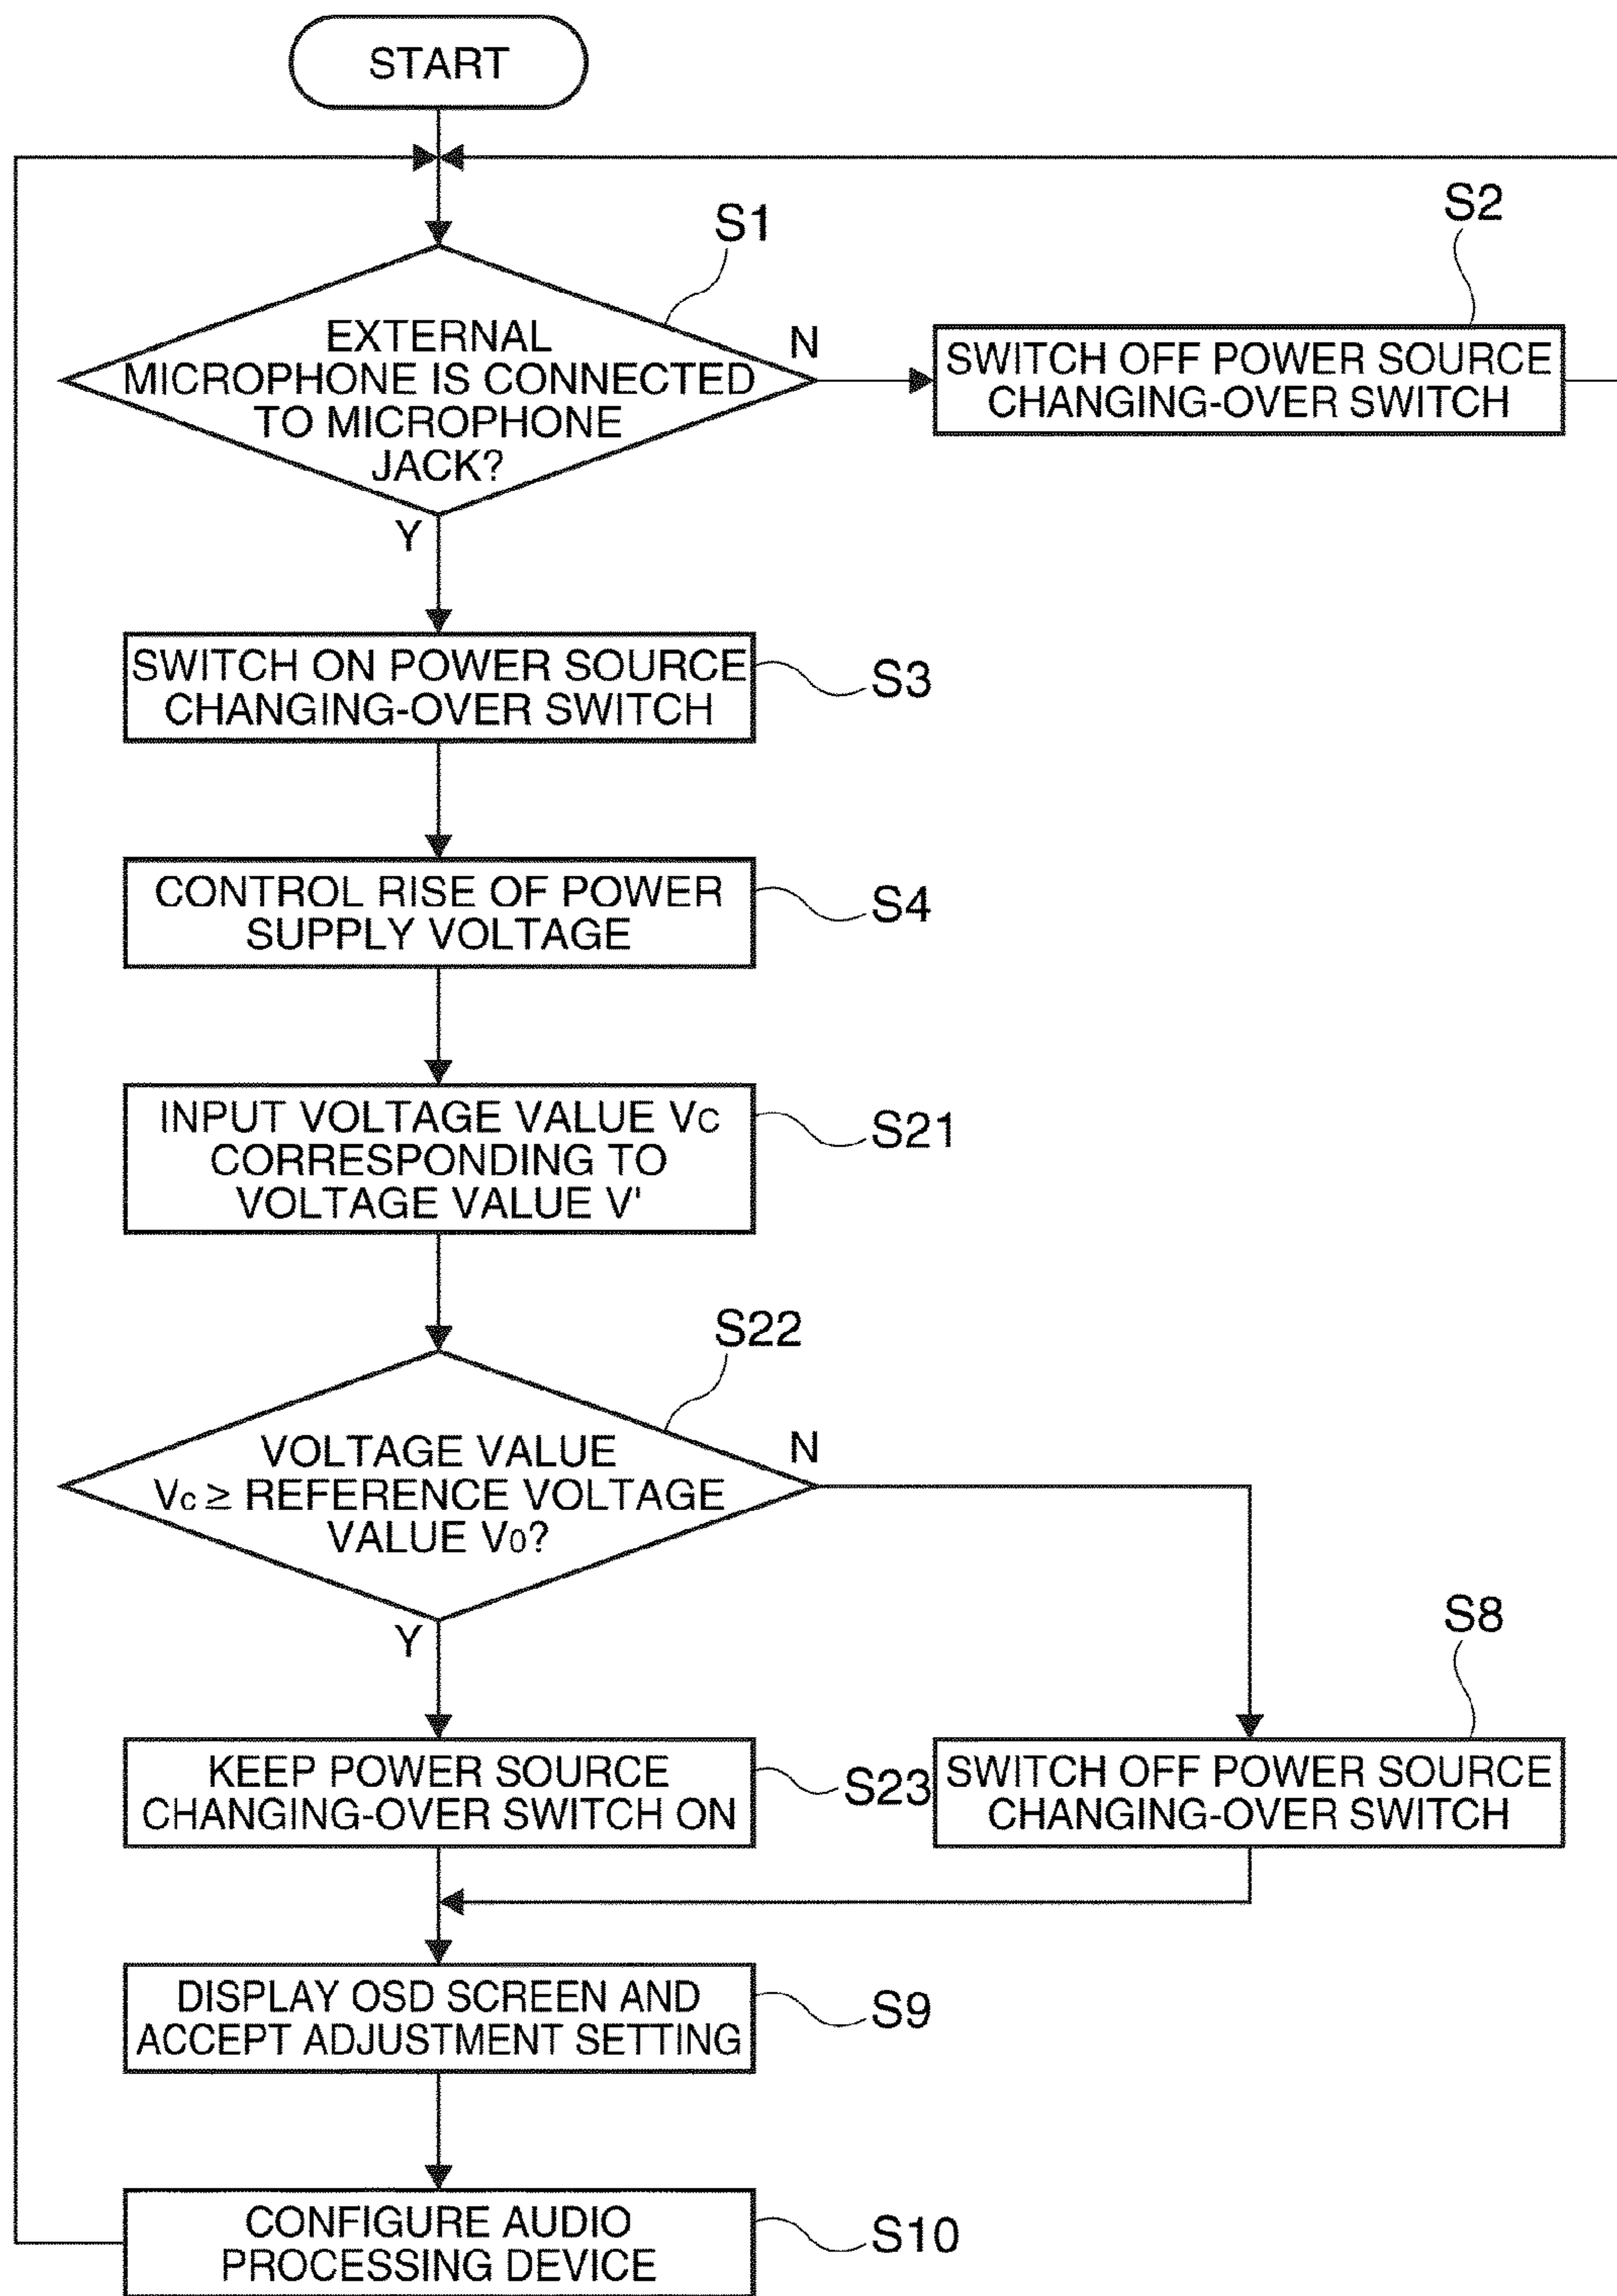 START
S1
S2
EXTERNAL
MICROPHONE IS CONNECTED
TO MICROPHONE
JACK?
N
SWITCH OFF POWER SOURCE
CHANGING-OVER SWITCH
Y
SWITCH ON POWER SOURCE
CHANGING-OVER SWITCH
S3
CONTROL RISE OF POWER
SUPPLY VOLTAGE
S4
INPUT VOLTAGE VALUE VC
CORRESPONDING TO
VOLTAGE VALUE V'
S21
S22
VOLTAGE VALUE
Vc ≥ REFERENCE VOLTAGE
VALUE V0?
N
Y
S8
KEEP POWER SOURCE
CHANGING-OVER SWITCH ON
S23
SWITCH OFF POWER SOURCE
CHANGING-OVER SWITCH
DISPLAY OSD SCREEN AND
ACCEPT ADJUSTMENT SETTING
S9
CONFIGURE AUDIO
PROCESSING DEVICE
S10